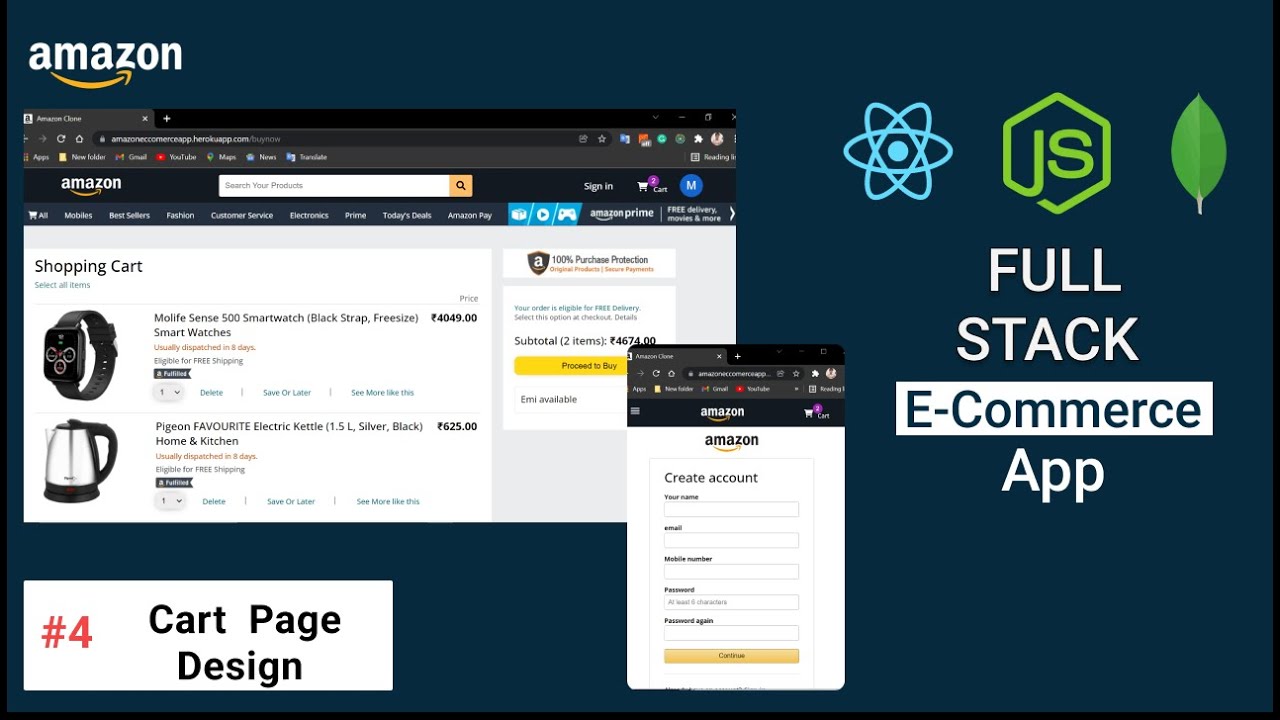 amazon
Amazon Clone
amazoneccomerceapp.herokuapp.com/buynow
Apps New folder Gmail YouTube Maps News Translate Reading
amazon Search Your Products Sign in 2 Cart M
All Mobiles Best Sellers Fashion Customer Service Electronics Prime Today's Deals Amazon Pay amazon prime FREE delivery,
movies & more
Shopping Cart
Select all items
Price
Molife Sense 500 Smartwatch (Black Strap, Freesize) ₹4049.00
Smart Watches
Usually dispatched in 8 days.
Eligible for FREE Shipping
a Fulfilled
1 Delete Save Or Later See More like this
Pigeon FAVOURITE Electric Kettle (1.5 L, Silver, Black) ₹625.00
Home & Kitchen
Usually dispatched in 8 days.
Eligible for FREE Shipping
a Fulfilled
1 Delete Save Or Later See More like this
a 100% Purchase Protection
Original Products | Secure Payments
Your order is eligible for FREE Delivery.
Select this option at checkout. Details
Subtotal (2 items): ₹4674.00
Proceed to Buy
Emi available
Amazon Clone
amazoneccomerceapp...
Apps New folder Gmail YouTube » Reading
amazon 2 Cart
amazon
Create account
Your name
email
Mobile number
Password
At least 6 characters
Password again
Continue
JS
FULL
STACK
E-Commerce
App
#4 Cart Page
Design